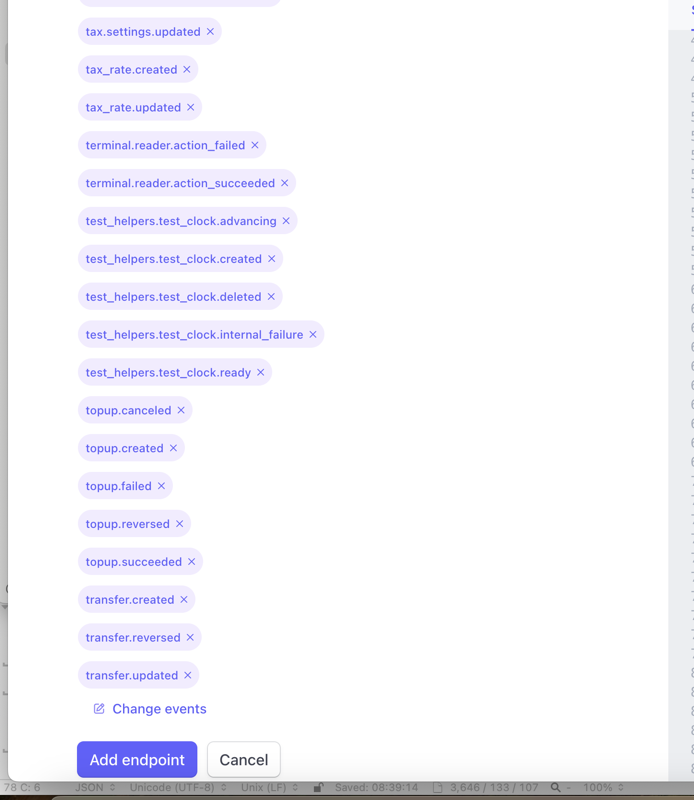 tax.settings.updated ×
tax_rate.created ×
tax_rate.updated ×
terminal.reader.action_failed ×
terminal.reader.action_succeeded ×
test_helpers.test_clock.advancing ×
test_helpers.test_clock.created ×
test_helpers.test_clock.deleted ×
test_helpers.test_clock.internal_failure ×
test_helpers.test_clock.ready ×
topup.canceled ×
topup.created ×
topup.failed ×
topup.reversed ×
topup.succeeded ×
transfer.created ×
transfer.reversed ×
transfer.updated ×
Change events
Add endpoint Cancel
78 C: 6 JSON Unicode (UTF-8) Unix (LF) Saved: 08:39:14 3,646 / 133 / 107 100%